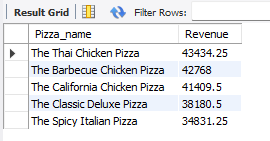 Result Grid Filter Rows:
Pizza_name Revenue
The Thai Chicken Pizza 43434.25
The Barbecue Chicken Pizza 42768
The California Chicken Pizza 41409.5
The Classic Deluxe Pizza 38180.5
The Spicy Italian Pizza 34831.25